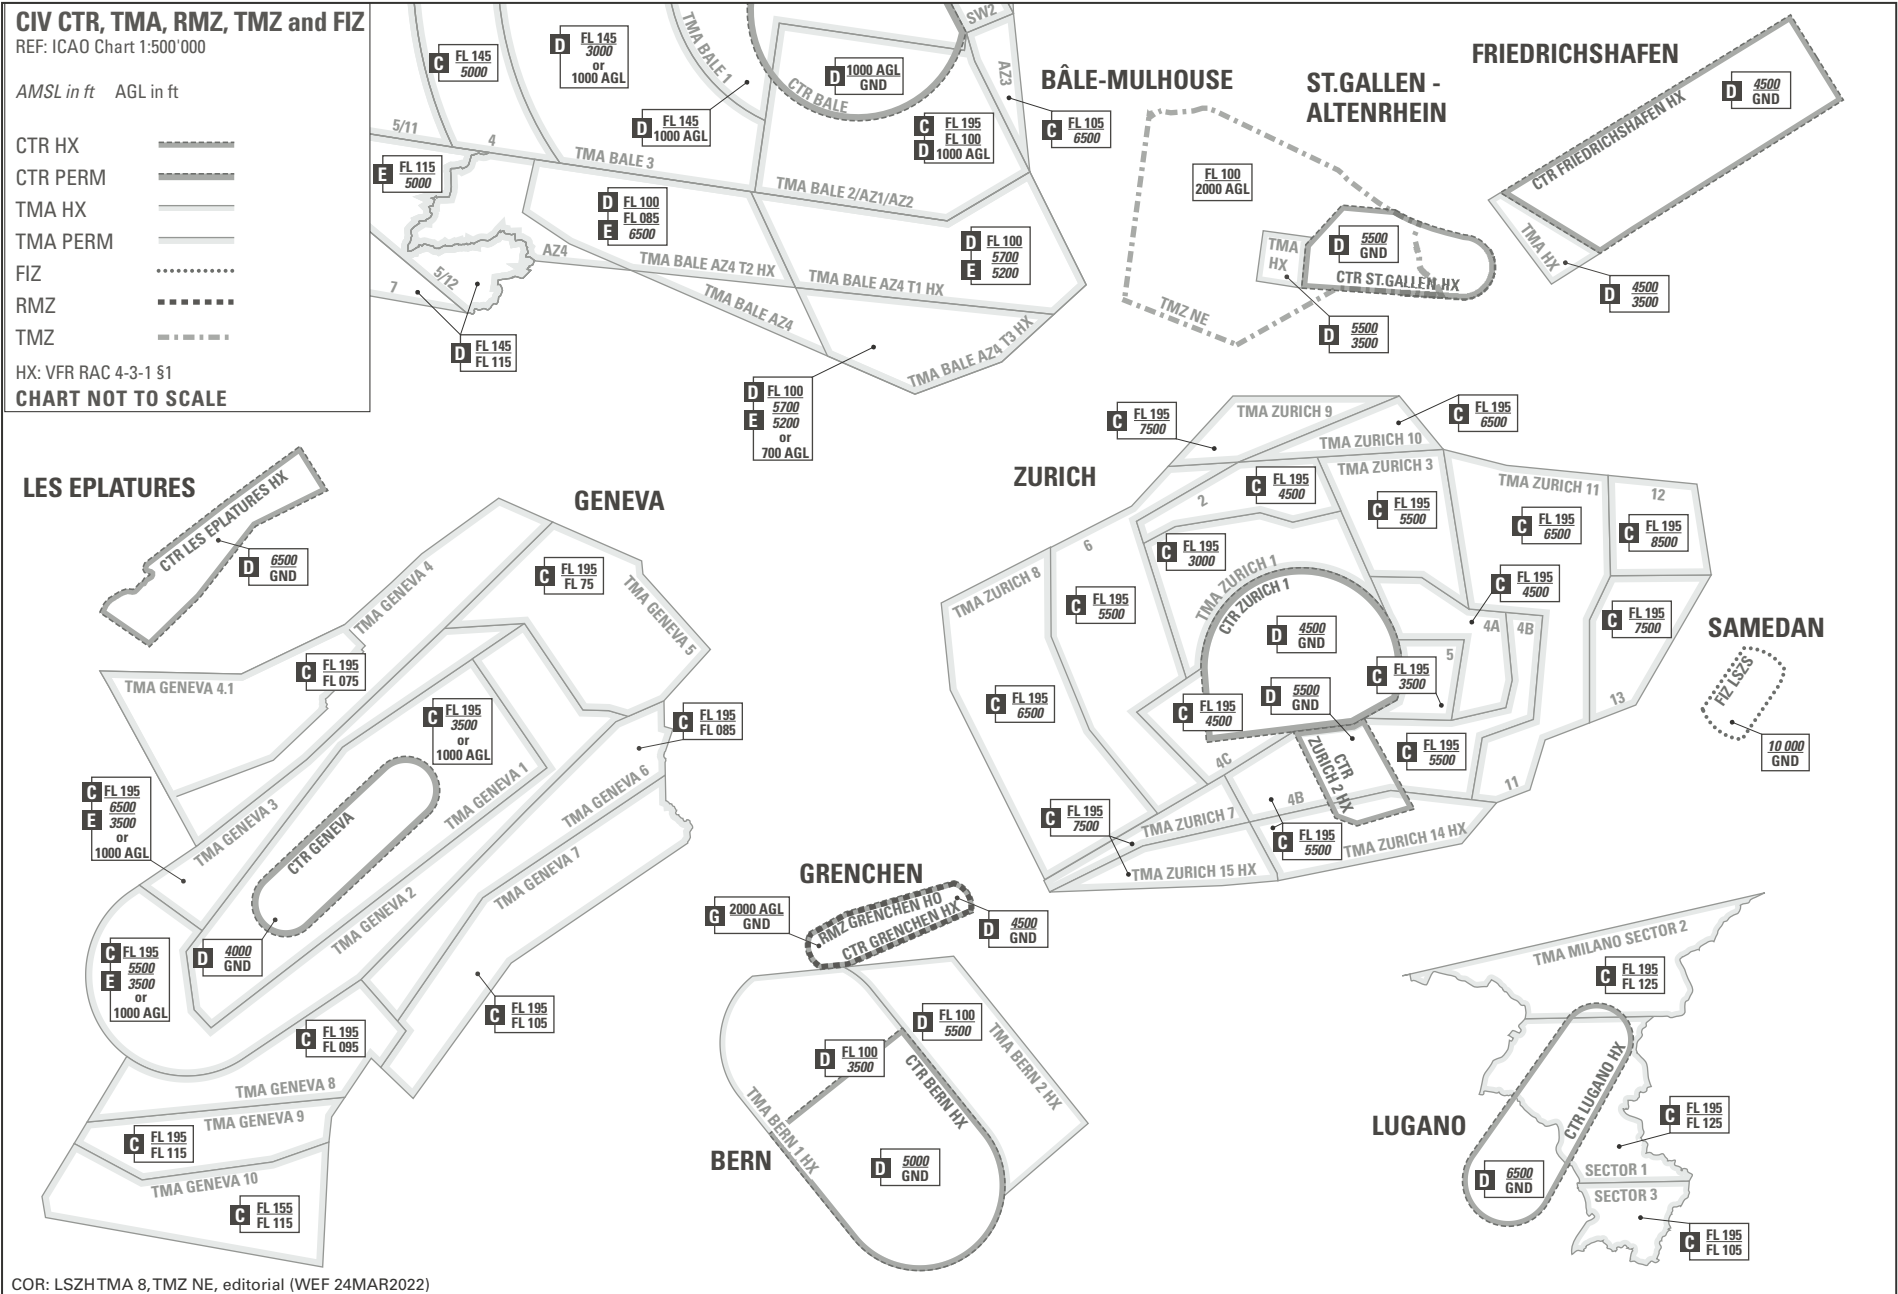 CIV CTR, TMA, RMZ, TMZ and FIZ
REF: ICAO Chart 1:500'000
AMSL in ft AGL in ft
CTR HX
CTR PERM
TMA HX
TMA PERM
FIZ
RMZ
TMZ
HX: VFR RAC 4-3-1 §1
CHART NOT TO SCALE
C FL 145
5000
D FL 145
3000
or
1000 AGL
TMA BALE 1
D FL 145
1000 AGL
D 1000 AGL
GND
CTR BALE
SW2
AZ3
C FL 195
FL 100
D 1000 AGL
C FL 105
6500
BÂLE-MULHOUSE
5/11
4
TMA BALE 3
TMA BALE 2/AZ1/AZ2
E FL 115
5000
D FL 100
FL 085
E 6500
D FL 100
5700
E 5200
AZ4
TMA BALE AZ4 T2 HX
TMA BALE AZ4 T1 HX
TMA BALE AZ4
TMA BALE AZ4 T3 HX
5/12
7
D FL 145
FL 115
D FL 100
5700
E 5200
or
700 AGL
ST.GALLEN -
ALTENRHEIN
FL 100
2000 AGL
TMZ NE
TMA
HX
D 5500
GND
CTR ST.GALLEN HX
D 5500
3500
FRIEDRICHSHAFEN
D 4500
GND
CTR FRIEDRICHSHAFEN HX
TMA HX
D 4500
3500
LES EPLATURES
CTR LES EPLATURES HX
D 6500
GND
GENEVA
TMA GENEVA 4
C FL 195
FL 75
TMA GENEVA 5
TMA GENEVA 4.1
C FL 195
FL 075
C FL 195
3500
or
1000 AGL
C FL 195
FL 085
C FL 195
6500
E 3500
or
1000 AGL
TMA GENEVA 3
CTR GENEVA
TMA GENEVA 1
TMA GENEVA 6
TMA GENEVA 2
TMA GENEVA 7
D 4000
GND
C FL 195
5500
E 3500
or
1000 AGL
C FL 195
FL 105
C FL 195
FL 095
TMA GENEVA 8
TMA GENEVA 9
C FL 195
FL 115
TMA GENEVA 10
C FL 155
FL 115
ZURICH
C FL 195
7500
TMA ZURICH 9
C FL 195
6500
TMA ZURICH 10
TMA ZURICH 3
2
C FL 195
4500
C FL 195
5500
TMA ZURICH 11
12
C FL 195
6500
C FL 195
8500
6
C FL 195
3000
TMA ZURICH 8
C FL 195
5500
TMA ZURICH 1
CTR ZURICH 1
C FL 195
4500
D 4500
GND
4A
4B
C FL 195
7500
5
C FL 195
3500
D 5500
GND
C FL 195
6500
C FL 195
4500
13
C FL 195
5500
4C
CTR
ZURICH 2 HX
11
4B
C FL 195
7500
TMA ZURICH 7
C FL 195
5500
TMA ZURICH 14 HX
TMA ZURICH 15 HX
SAMEDAN
FIZ LSZS
10 000
GND
GRENCHEN
G 2000 AGL
GND
RMZ GRENCHEN HO
CTR GRENCHEN HX
D 4500
GND
BERN
D FL 100
5500
D FL 100
3500
CTR BERN HX
TMA BERN 2 HX
TMA BERN 1 HX
D 5000
GND
LUGANO
TMA MILANO SECTOR 2
C FL 195
FL 125
CTR LUGANO HX
C FL 195
FL 125
SECTOR 1
D 6500
GND
SECTOR 3
C FL 195
FL 105
COR: LSZH TMA 8, TMZ NE, editorial (WEF 24MAR2022)